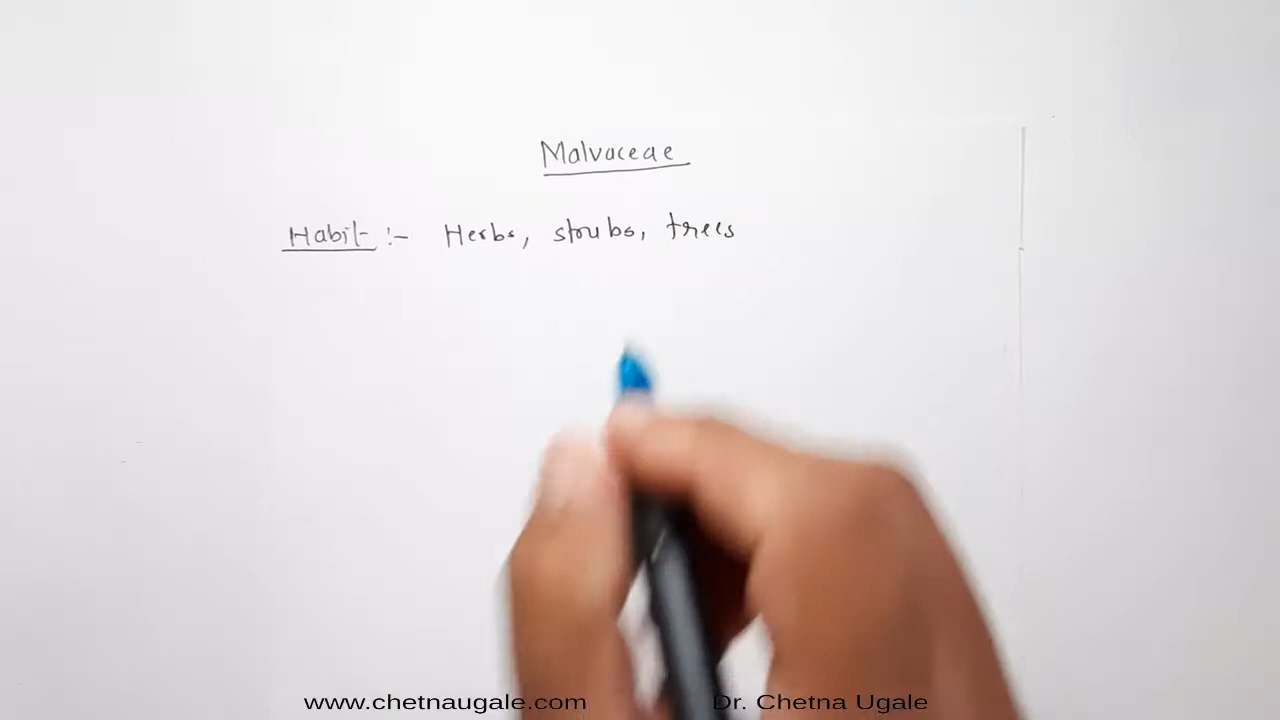 Malvaceae
Habit :- Herbs, shrubs, trees
www.chetnaugale.com Dr. Chetna Ugale